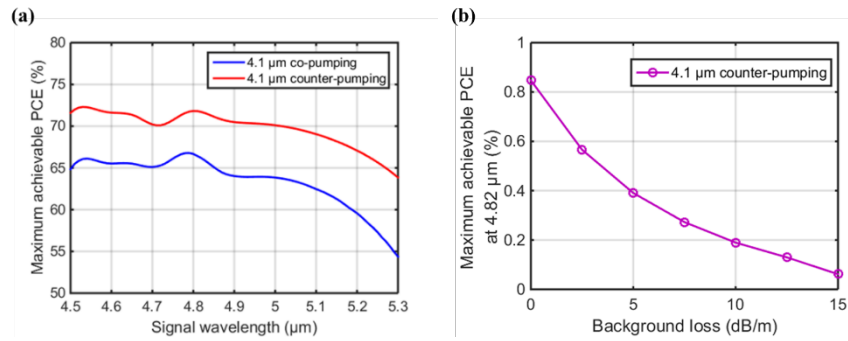 (a)
Maximum achievable PCE (%)
80
75
70
65
60
55
50
4.1 µm co-pumping
4.1 µm counter-pumping
4.5 4.6 4.7 4.8 4.9 5 5.1 5.2 5.3
Signal wavelength (µm)
(b)
Maximum achievable PCE
at 4.82 µm (%)
1
0.8
0.6
0.4
0.2
0
4.1 µm counter-pumping
0 5 10 15
Background loss (dB/m)